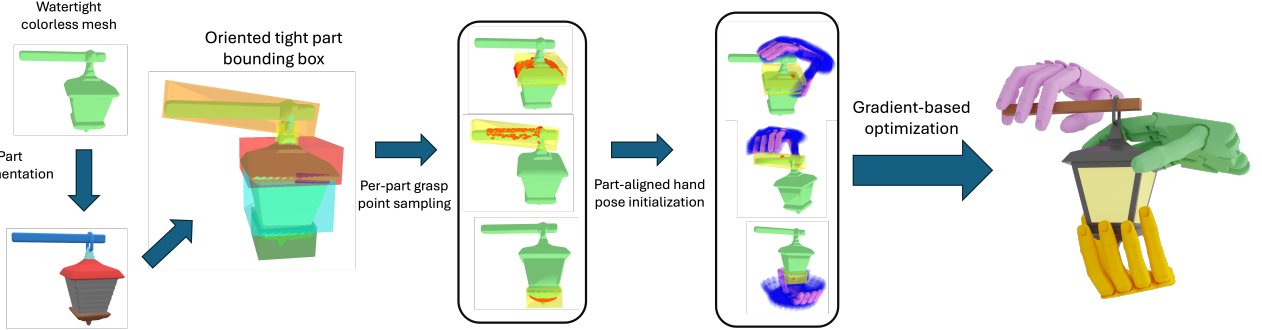 Watertight
colorless mesh
Part
Oriented tight part
bounding box
Per-part grasp
point sampling
Part-aligned hand
pose initialization
Gradient-based
optimization